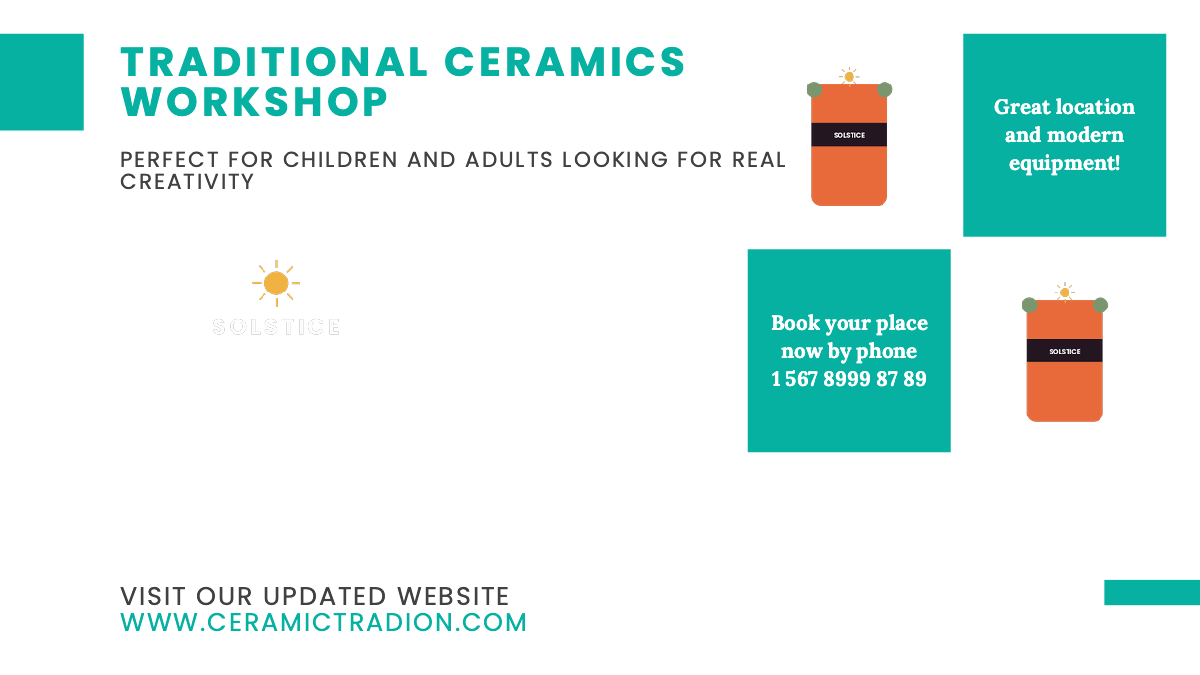 TRADITIONAL CERAMICS
WORKSHOP
PERFECT FOR CHILDREN AND ADULTS LOOKING FOR REAL
CREATIVITY
SOLSTICE
Great location
and modern
equipment!
SOLSTICE
Book your place
now by phone
1 567 8999 87 89
SOLSTICE
VISIT OUR UPDATED WEBSITE
WWW.CERAMICTRADION.COM